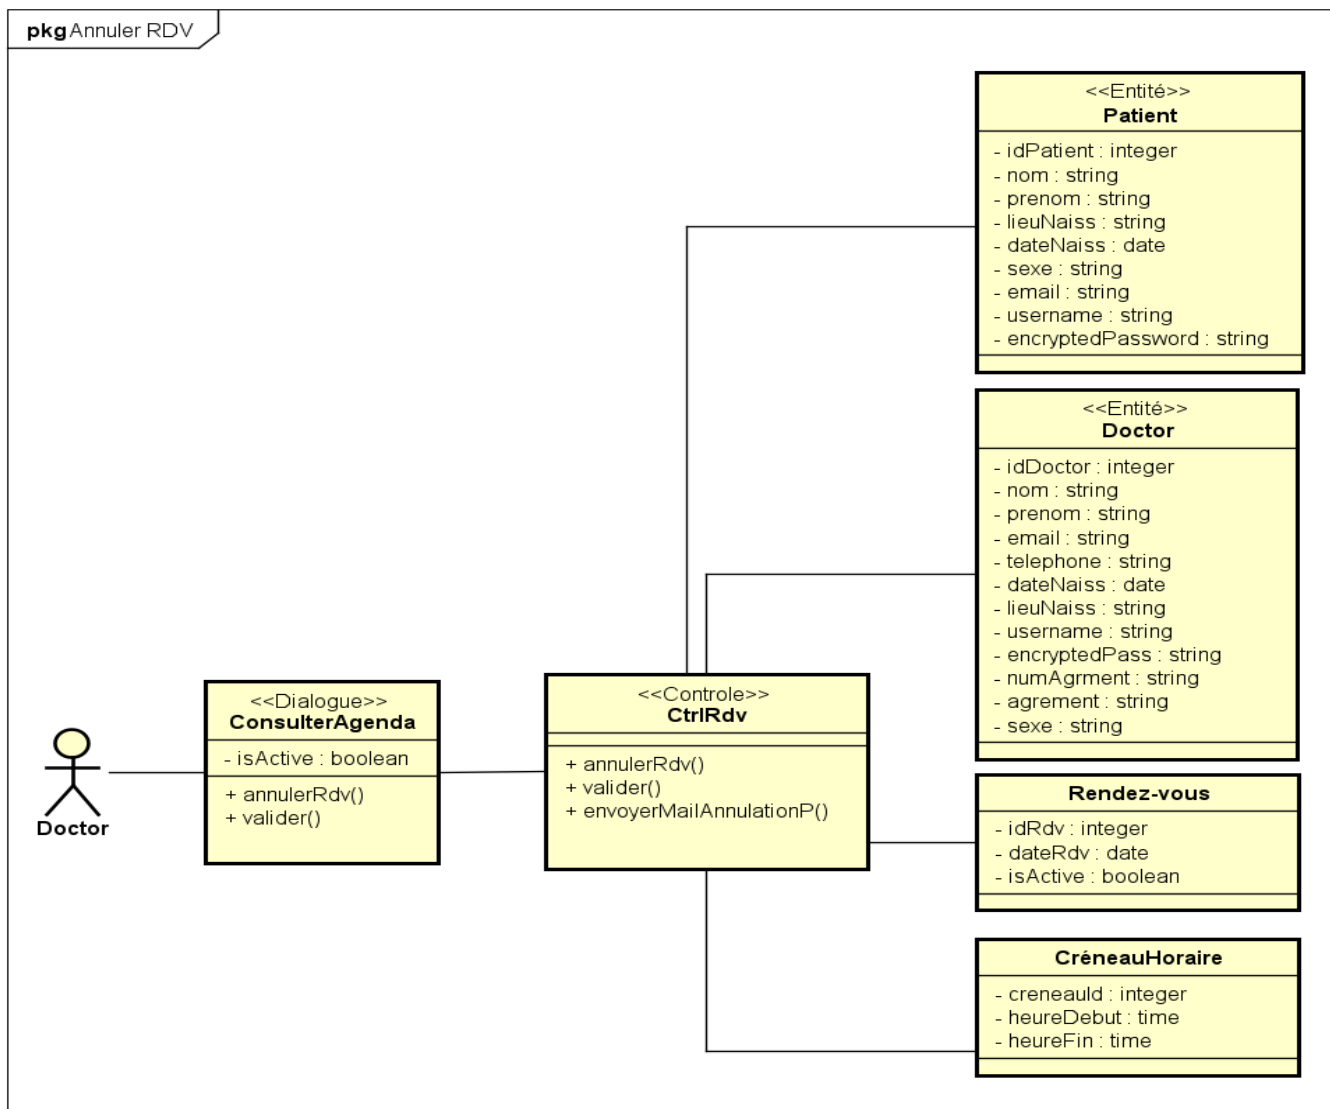 pkg Annuler RDV
<<Entité>>
Patient
- idPatient : integer
- nom : string
- prenom : string
- lieuNaiss : string
- dateNaiss : date
- sexe : string
- email : string
- username : string
- encryptedPassword : string
<<Entité>>
Doctor
- idDoctor : integer
- nom : string
- prenom : string
- email : string
- telephone : string
- dateNaiss : date
- lieuNaiss : string
- username : string
- encryptedPass : string
- numAgrment : string
- agrement : string
- sexe : string
Doctor
<<Dialogue>>
ConsulterAgenda
- isActive : boolean
+ annulerRdv()
+ valider()
<<Controle>>
CtrlRdv
+ annulerRdv()
+ valider()
+ envoyerMailAnnulationP()
Rendez-vous
- idRdv : integer
- dateRdv : date
- isActive : boolean
CréneauHoraire
- creneauId : integer
- heureDebut : time
- heureFin : time